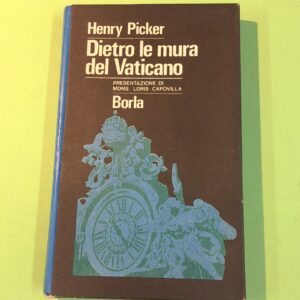 Henry Picker
Dietro le mura
del Vaticano
PRESENTAZIONE DI
MONS. LORIS CAPOVILLA
Borla